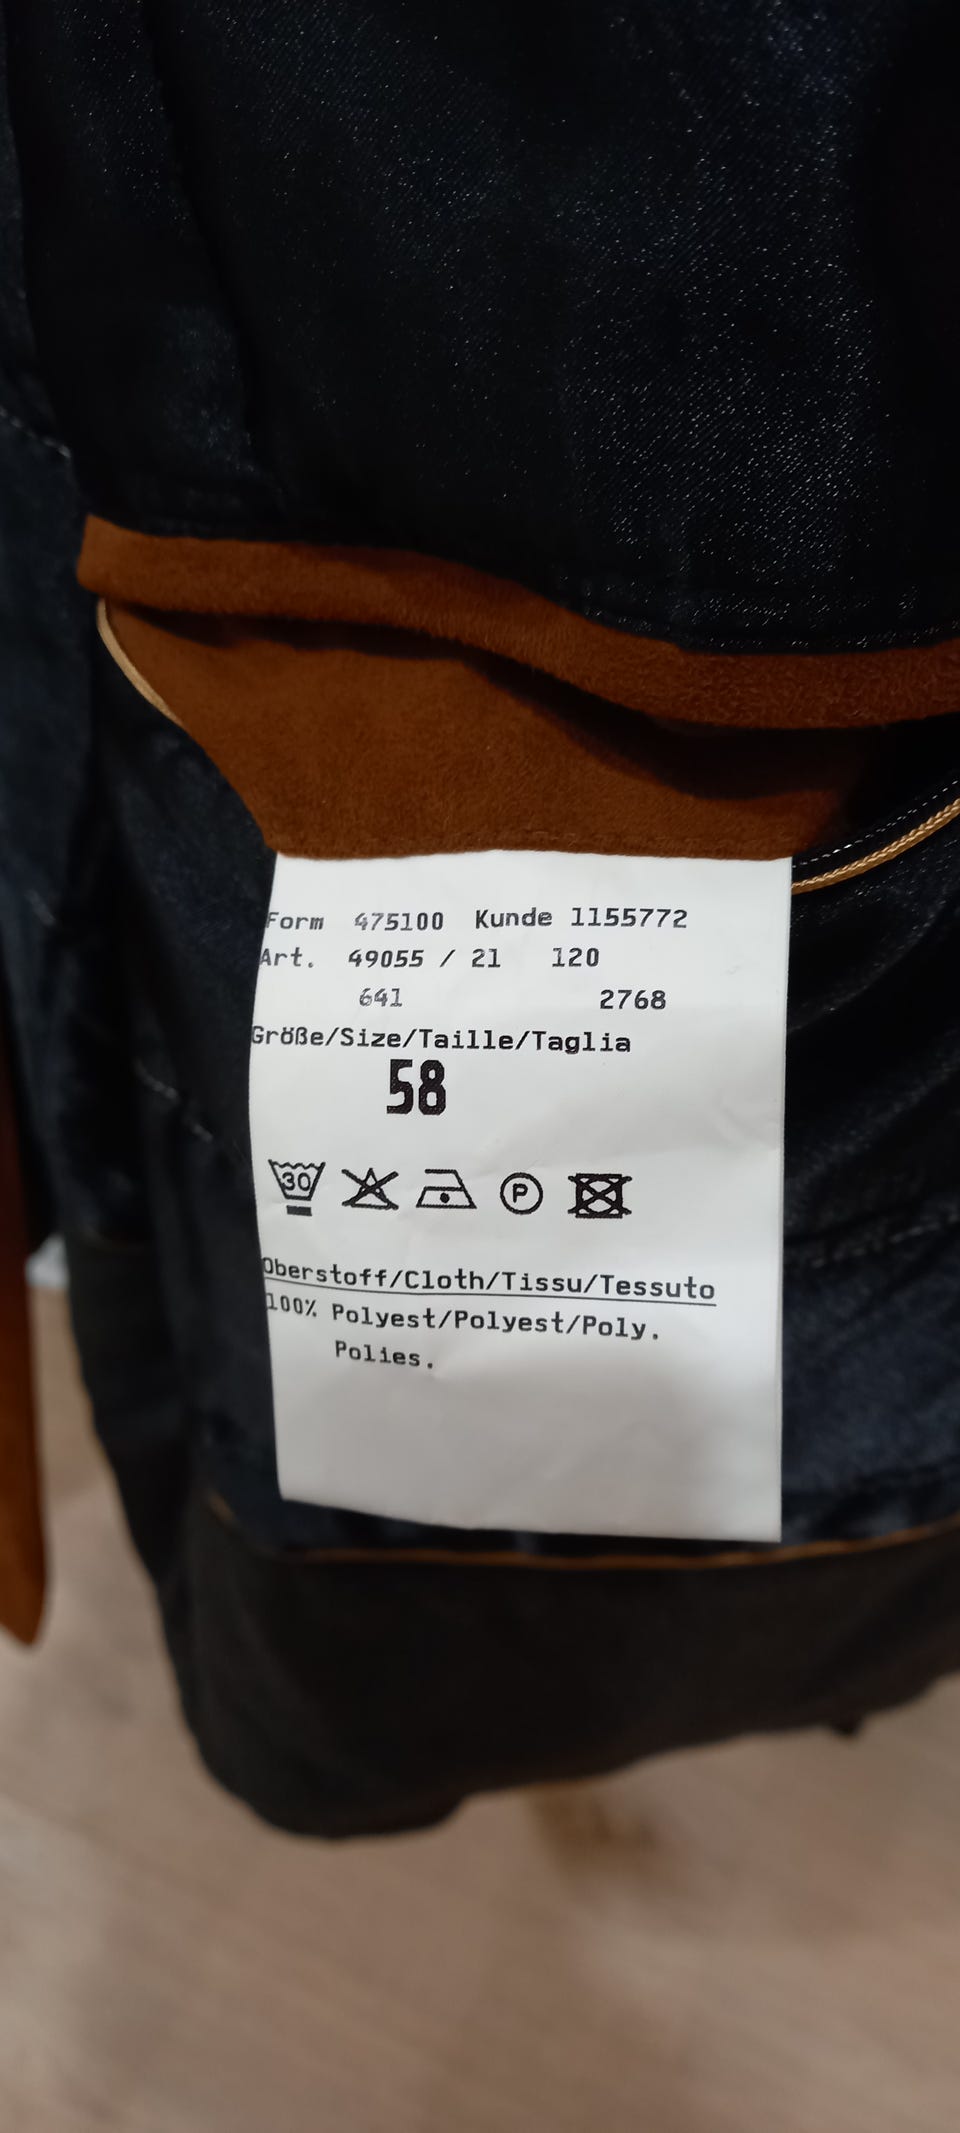 Form 475100 Kunde 1155772
Art. 49055 / 21 120
641 2768
Größe/Size/Taille/Taglia
58
30 P
Oberstoff/Cloth/Tissu/Tessuto
100% Polyest/Polyest/Poly.
Polies.